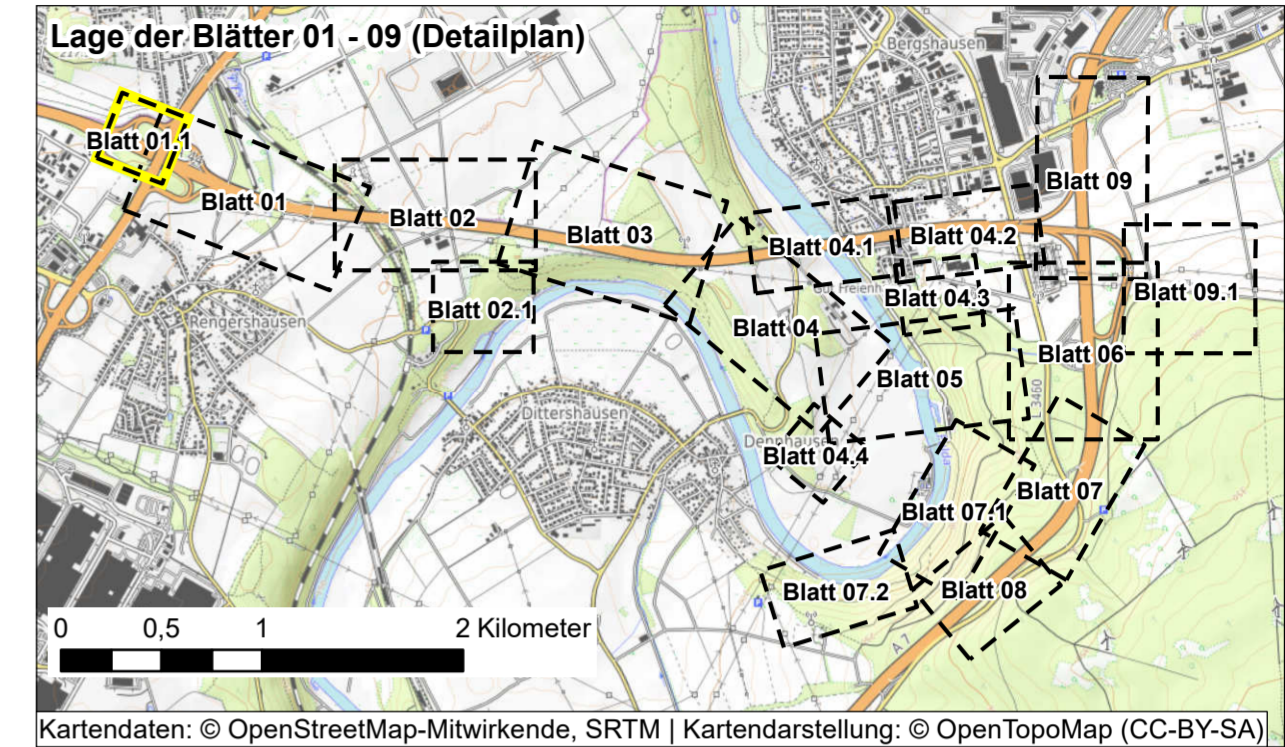 Lage der Blätter 01 - 09 (Detailplan)
Bergshausen
Blatt 01.1
Blatt 09
Blatt 01
Blatt 02
Blatt 03
Blatt 04.1
Blatt 04.2
Blatt 09.1
Blatt 04.3
Blatt 02.1
Rengershausen
Blatt 04
Blatt 06
Blatt 05
L 3460
Dittershausen
Dennhausen
Blatt 04.4
Blatt 07
Blatt 07.1
Blatt 07.2
Blatt 08
A 7
0 0,5 1 2 Kilometer
Kartendaten: © OpenStreetMap-Mitwirkende, SRTM | Kartendarstellung: © OpenTopoMap (CC-BY-SA)